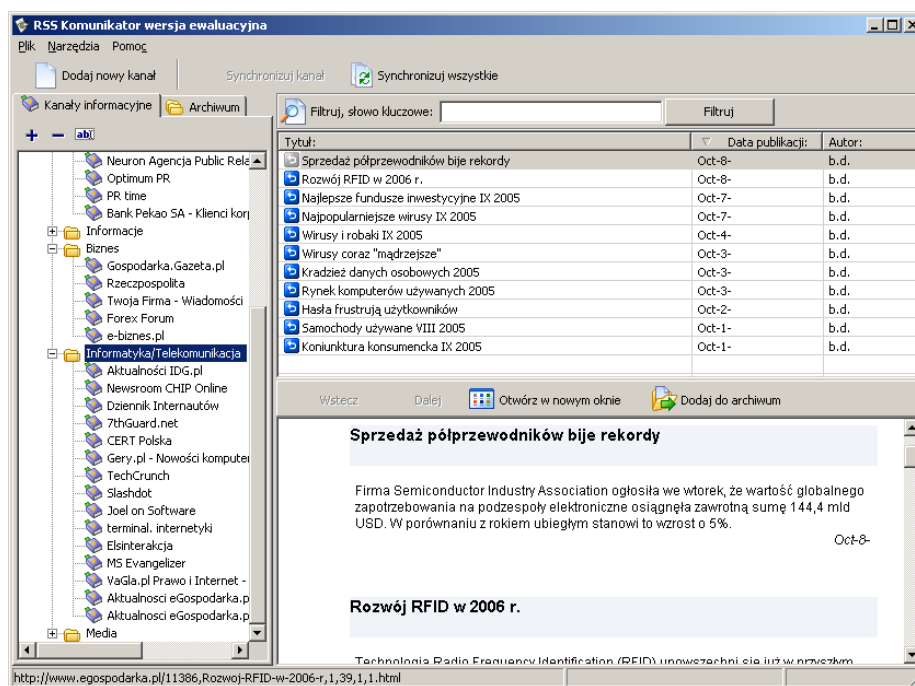 RSS Komunikator wersja ewaluacyjna
Plik Narzędzia Pomoc
Dodaj nowy kanał Synchronizuj kanał Synchronizuj wszystkie
Kanały informacyjne Archiwum
Filtruj, słowo kluczowe: Filtruj
Tytuł: Data publikacji: Autor:
Sprzedaż półprzewodników bije rekordy Oct-8- b.d.
Rozwój RFID w 2006 r. Oct-8- b.d.
Najlepsze fundusze inwestycyjne IX 2005 Oct-7- b.d.
Najpopularniejsze wirusy IX 2005 Oct-7- b.d.
Wirusy i robaki IX 2005 Oct-4- b.d.
Wirusy coraz "mądrzejsze" Oct-3- b.d.
Kradzież danych osobowych 2005 Oct-3- b.d.
Rynek komputerów używanych 2005 Oct-3- b.d.
Hasła frustrują użytkowników Oct-2- b.d.
Samochody używane VIII 2005 Oct-1- b.d.
Koniunktura konsumencka IX 2005 Oct-1- b.d.
abI
Neuron Agencja Public Rela
Optimum PR
PR time
Bank Pekao SA - Klienci korp
Informacje
Biznes
Gospodarka.Gazeta.pl
Rzeczpospolita
Twoja Firma - Wiadomości
Forex Forum
e-biznes.pl
Informatyka/Telekomunikacja
Aktualności IDG.pl
Newsroom CHIP Online
Dziennik Internautów
7thGuard.net
CERT Polska
Gery.pl - Nowości komputer
TechCrunch
Slashdot
Joel on Software
terminal. internetyki
Elsinterakcja
MS Evangelizer
VaGla.pl Prawo i Internet -
Aktualnosci eGospodarka.p
Aktualnosci eGospodarka.p
Media
Wstecz Dalej Otwórz w nowym oknie Dodaj do archiwum
Sprzedaż półprzewodników bije rekordy
Firma Semiconductor Industry Association ogłosiła we wtorek, że wartość globalnego
zapotrzebowania na podzespoły elektroniczne osiągnęła zawrotną sumę 144,4 mld
USD. W porównaniu z rokiem ubiegłym stanowi to wzrost o 5%.
Oct-8-
Rozwój RFID w 2006 r.
Technologia Radio Frequency Identification (RFID) upowszechni się już w przyszłym
http://www.egospodarka.pl/11386,Rozwoj-RFID-w-2006-r,1,39,1,1.html